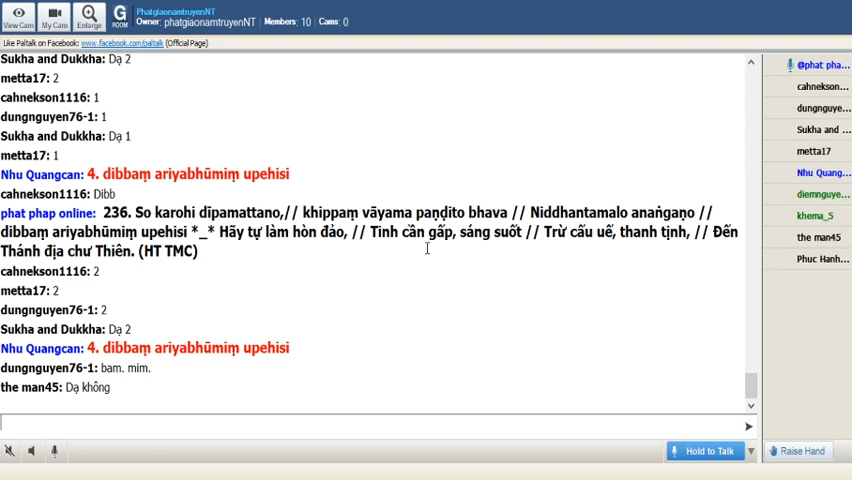 View Cam
My Cam
Enlarge
G
ROOM
PhatgiaonamtruyenNT
Owner: phatgiaonamtruyenNT Members: 10 Cams: 0
Like Paltalk on Facebook: www.facebook.com/paltalk (Official Page)
Sukha and Dukkha: Dạ 2
metta17: 2
cahnekson1116: 1
dungnguyen76-1: 1
Sukha and Dukkha: Dạ 1
metta17: 1
Nhu Quangcan: 4. dibbaṃ ariyabhūmiṃ upehisi
cahnekson1116: Dibb
phat phap online: 236. So karohi dīpamattano,// khippaṃ vāyama paṇḍito bhava // Niddhantamalo anaṅgaṇo //
dibbaṃ ariyabhūmiṃ upehisi *_* Hãy tự làm hòn đảo, // Tinh cần gấp, sáng suốt // Trừ cấu uế, thanh tịnh, // Đến
Thánh địa chư Thiên. (HT TMC)
cahnekson1116: 2
metta17: 2
dungnguyen76-1: 2
Sukha and Dukkha: Dạ 2
Nhu Quangcan: 4. dibbaṃ ariyabhūmiṃ upehisi
dungnguyen76-1: bam. mim.
the man45: Dạ không
@phat pha...
cahnekson...
dungnguye...
Sukha and ...
metta17
Nhu Quang...
diemnguye...
khema_5
the man45
Phuc Hanh...
Hold to Talk
Raise Hand